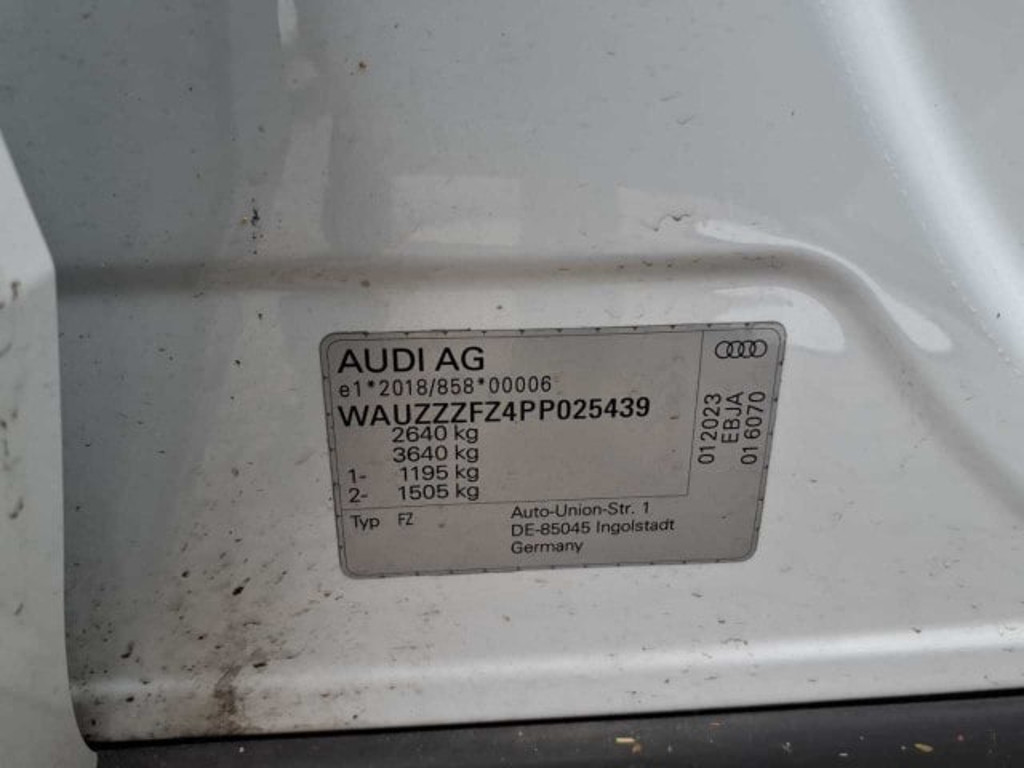 AUDI AG
e1*2018/858*00006
WAUZZZFZ4PP025439
2640 kg
3640 kg
1- 1195 kg
2- 1505 kg
Typ FZ
Auto-Union-Str. 1
DE-85045 Ingolstadt
Germany
012023
EBJA
016070